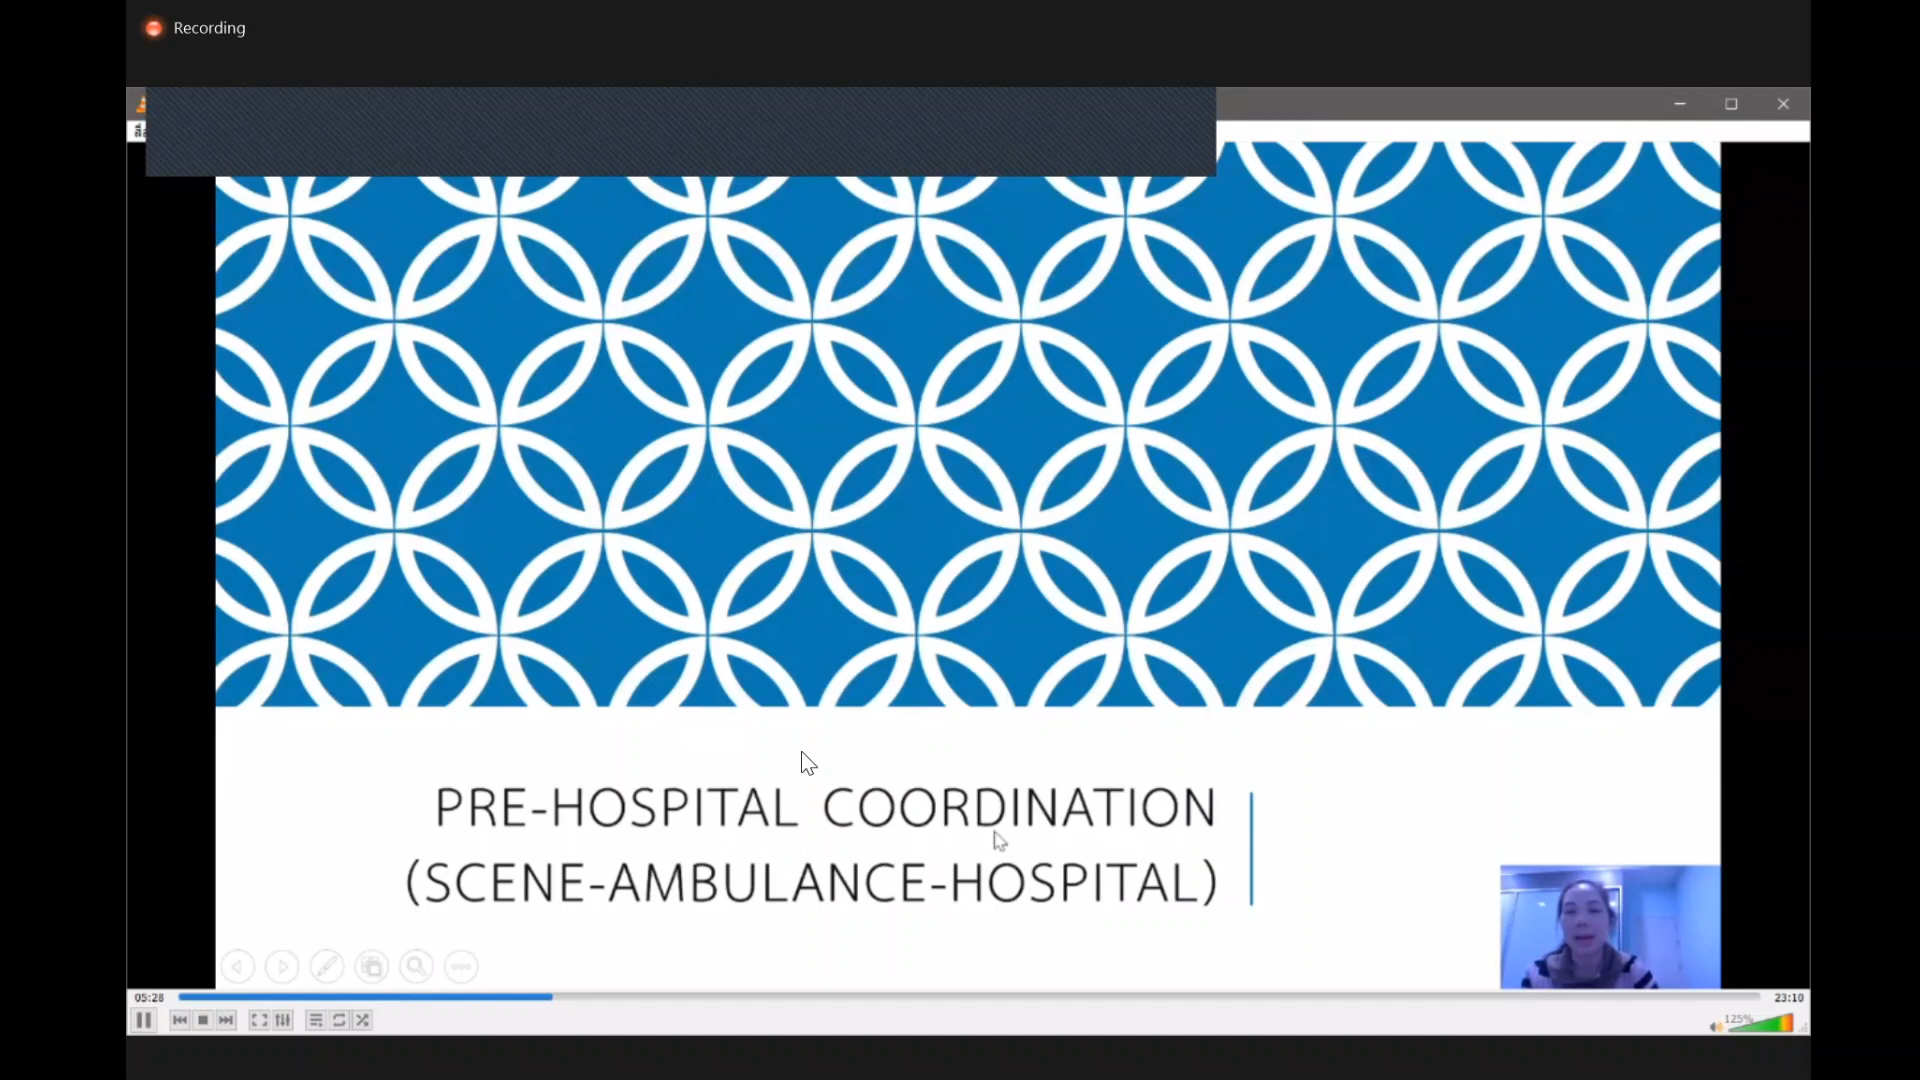 Recording
PRE-HOSPITAL COORDINATION
(SCENE-AMBULANCE-HOSPITAL)
05:28
23:10
125%